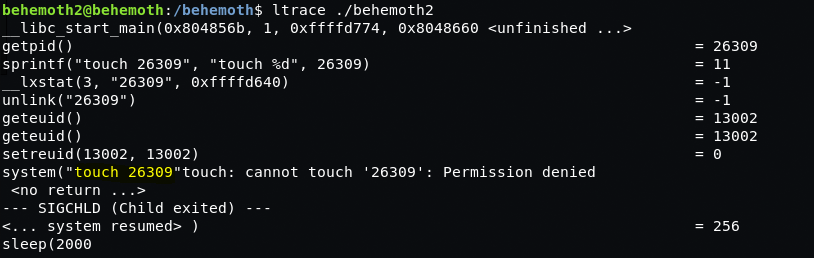 behemoth2@behemoth:/behemoth$ ltrace ./behemoth2
__libc_start_main(0x804856b, 1, 0xffffd774, 0x8048660 <unfinished ...>
getpid() = 26309
sprintf("touch 26309", "touch %d", 26309) = 11
__lxstat(3, "26309", 0xffffd640) = -1
unlink("26309") = -1
geteuid() = 13002
geteuid() = 13002
setreuid(13002, 13002) = 0
system("touch 26309"touch: cannot touch '26309': Permission denied
 <no return ...>
--- SIGCHLD (Child exited) ---
<... system resumed> ) = 256
sleep(2000